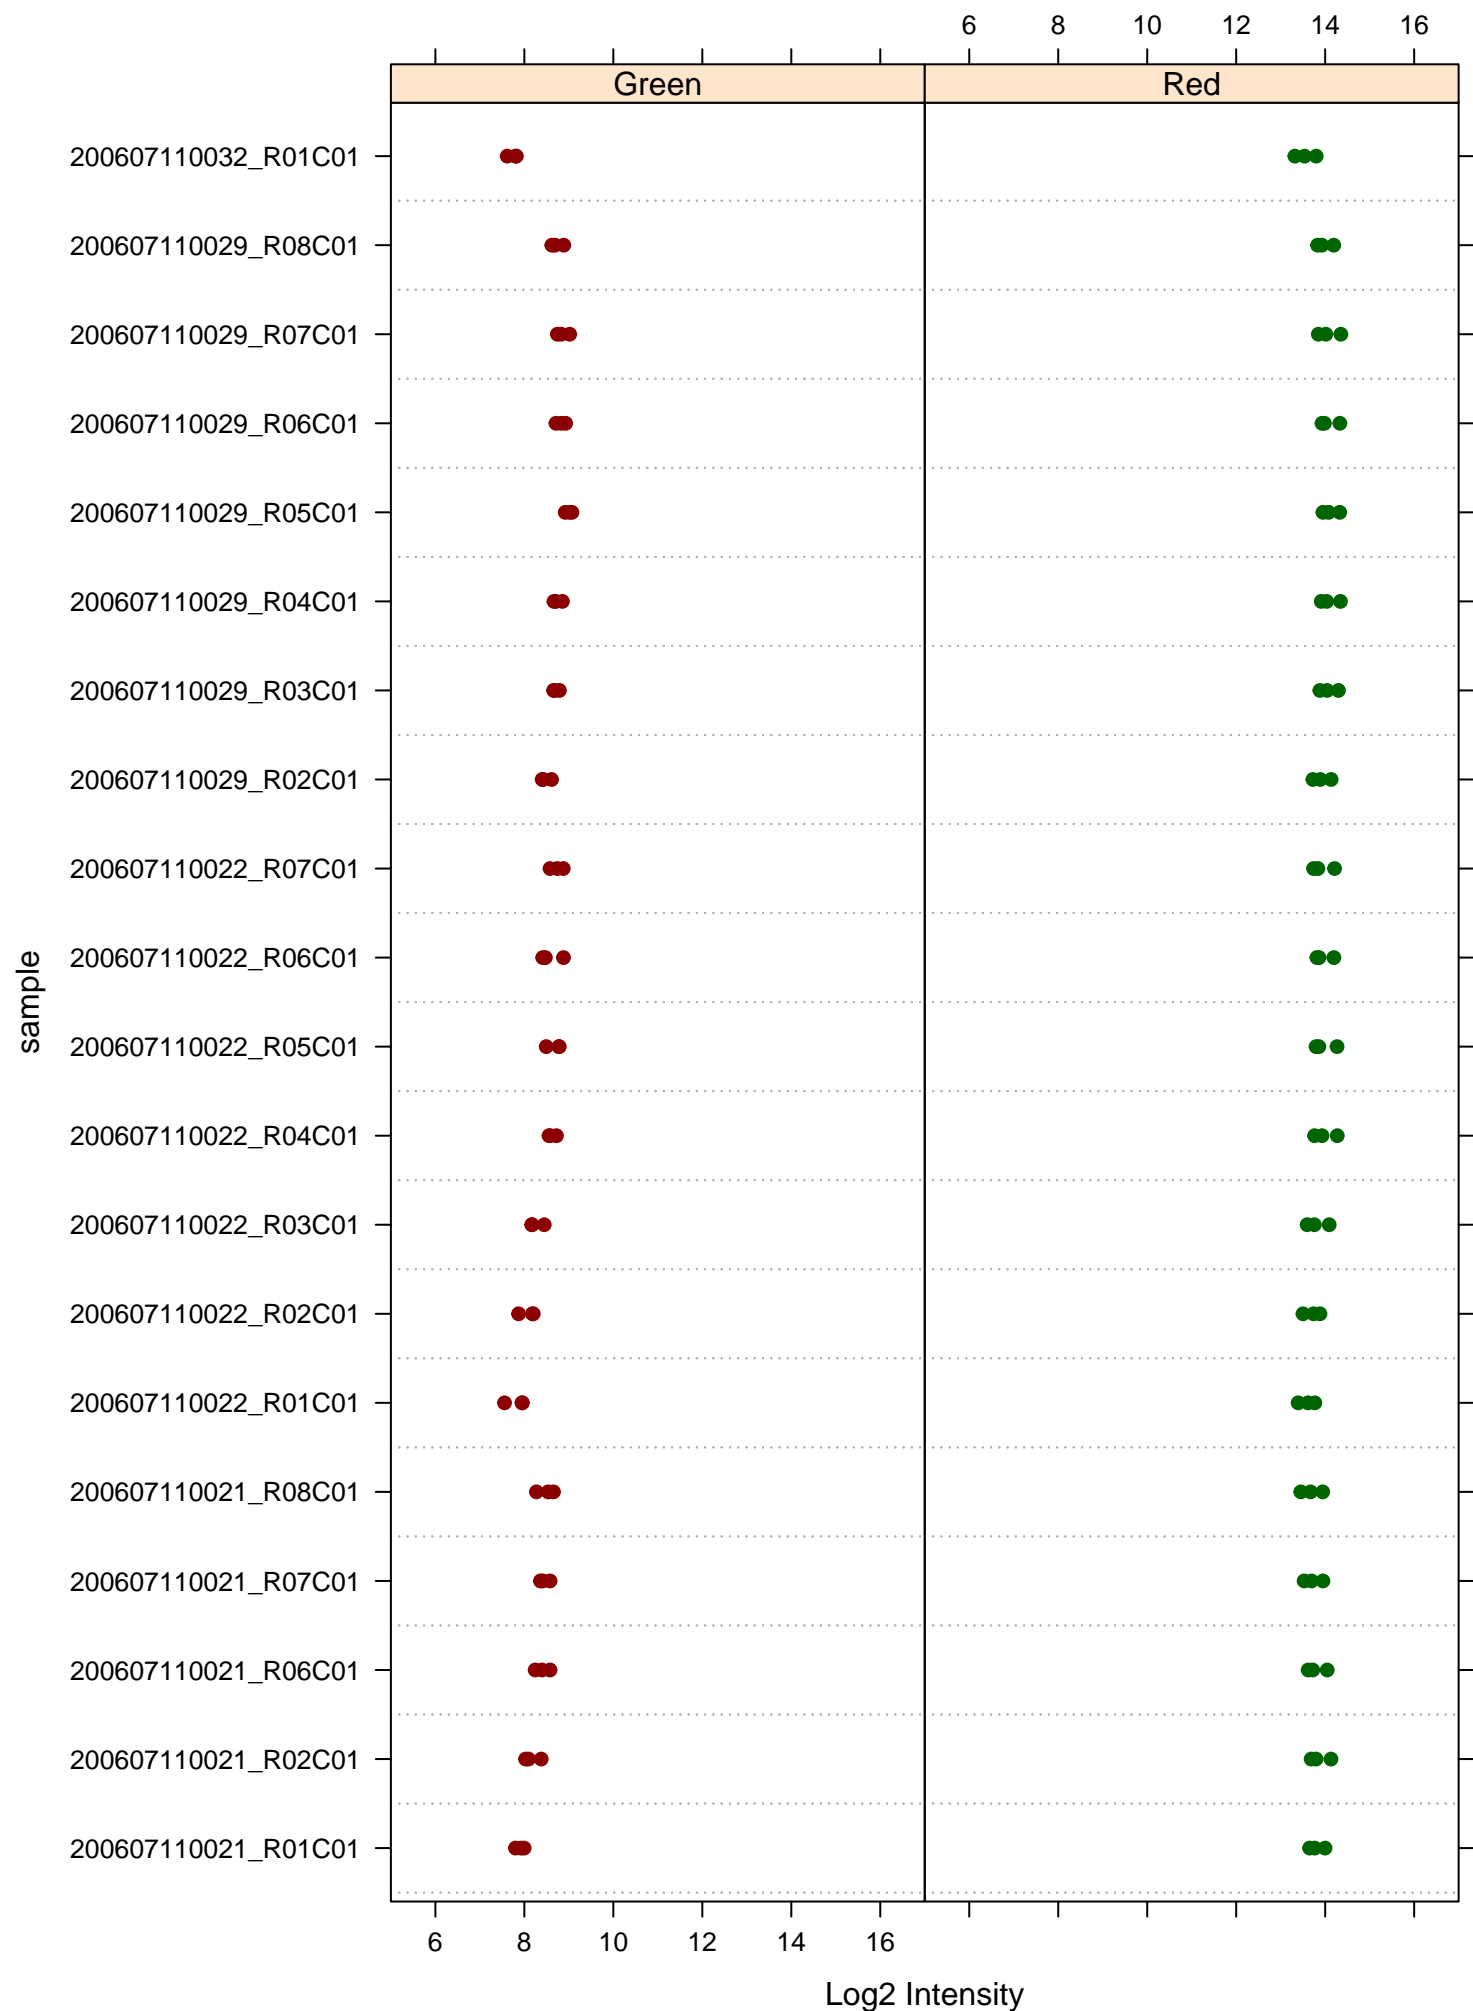 6 8 10 12 14 16
Green Red
200607110032_R01C01
200607110029_R08C01
200607110029_R07C01
200607110029_R06C01
200607110029_R05C01
200607110029_R04C01
200607110029_R03C01
200607110029_R02C01
200607110022_R07C01
200607110022_R06C01
200607110022_R05C01
200607110022_R04C01
200607110022_R03C01
200607110022_R02C01
200607110022_R01C01
200607110021_R08C01
200607110021_R07C01
200607110021_R06C01
200607110021_R02C01
200607110021_R01C01
sample
6 8 10 12 14 16
Log2 Intensity